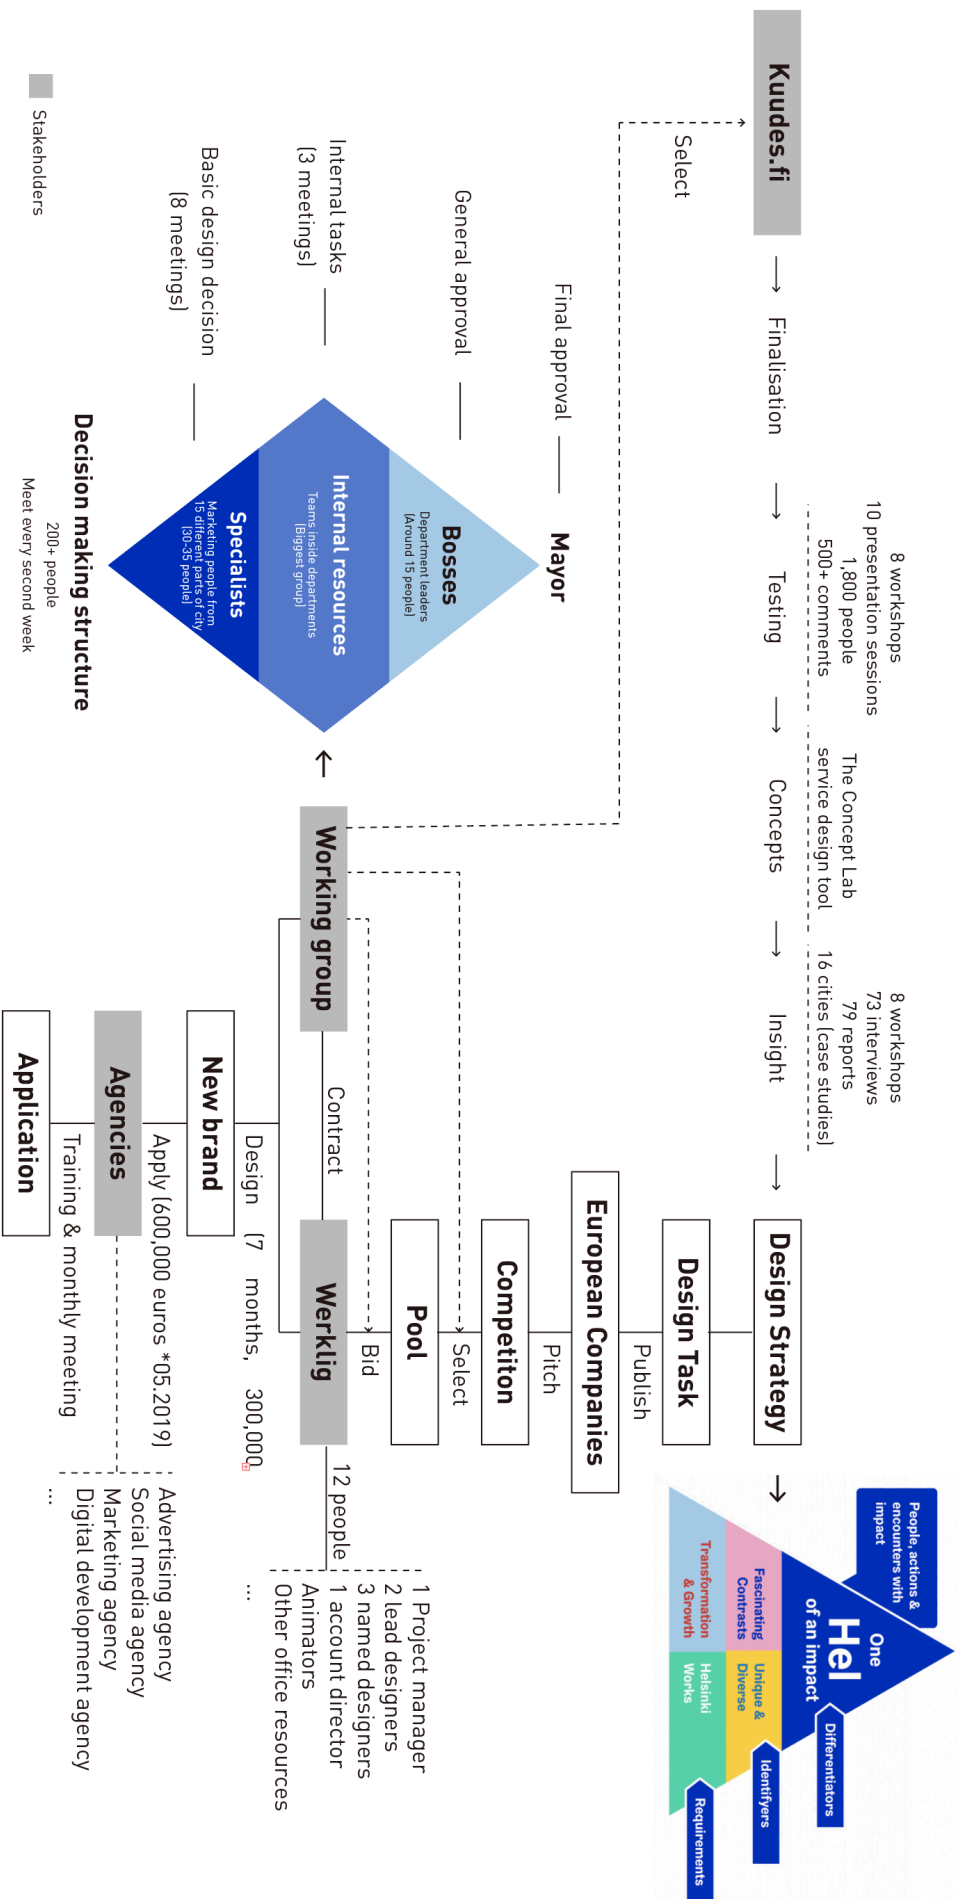 Kuudes.fi
Finalisation
Testing
Concepts
Insight
Design Strategy
8 workshops
10 presentation sessions
1,800 people
500+ comments
The Concept Lab
service design tool
8 workshops
73 interviews
79 reports
16 cities (case studies)
People, actions &
encounters with
impact
One
Hel
of an impact
Fascinating
Contrasts
Unique &
Diverse
Transformation
& Growth
Helsinki
Works
Differentiators
Identifyers
Requirements
Select
Design Task
Publish
European Companies
Pitch
Competiton
Select
Pool
Bid
Final approval
Mayor
General approval
Bosses
Department leaders
(Around 15 people)
Internal tasks
(3 meetings)
Internal resources
Teams inside departments
(Biggest group)
Basic design decision
(8 meetings)
Specialists
Marketing people from
15 different parts of city
(30-35 people)
Decision making structure
200+ people
Meet every second week
Stakeholders
Working group
Contract
Werklig
12 people
1 Project manager
2 lead designers
3 named designers
1 account director
Animators
Other office resources
...
Design (7 months, 300,000
New brand
Apply (600,000 euros *05.2019)
Agencies
Advertising agency
Social media agency
Marketing agency
Digital development agency
...
Training & monthly meeting
Application